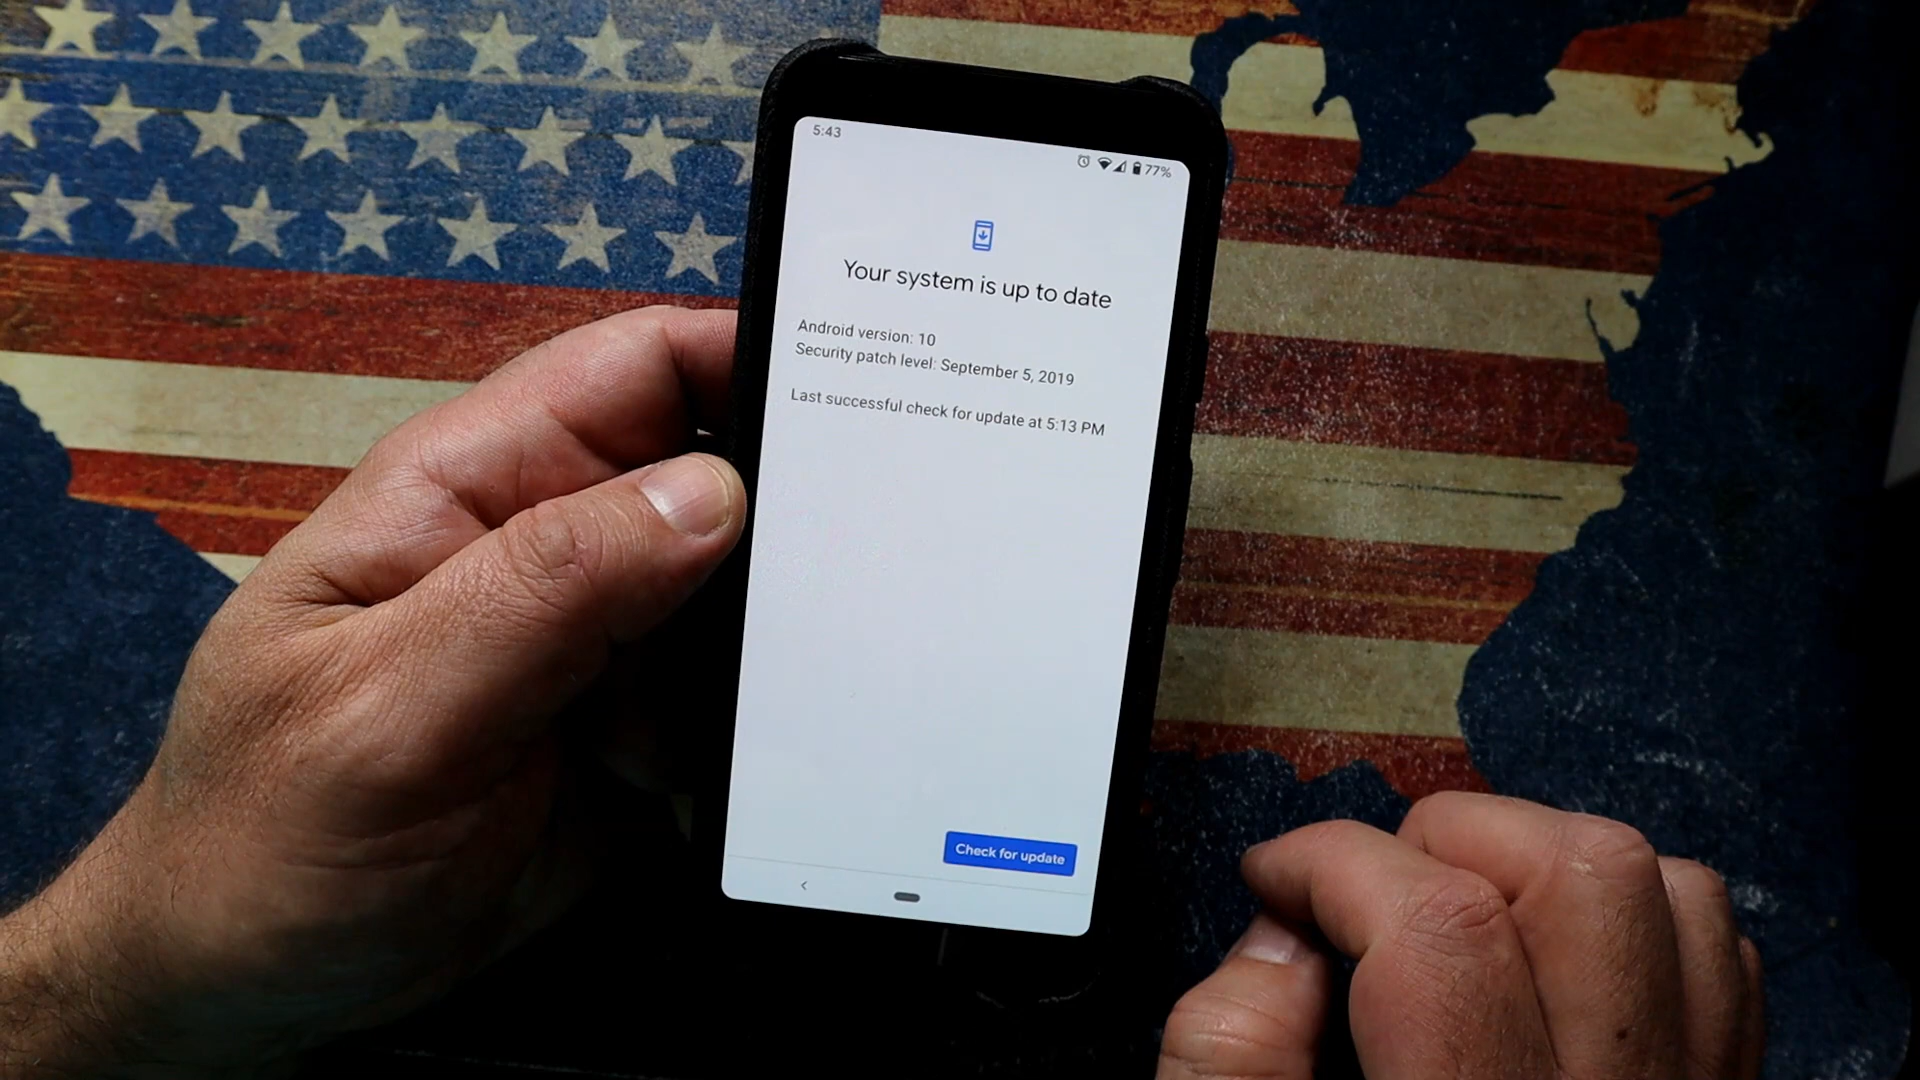 5:43
77%
Your system is up to date
Android version: 10
Security patch level: September 5, 2019
Last successful check for update at 5:13 PM
Check for update